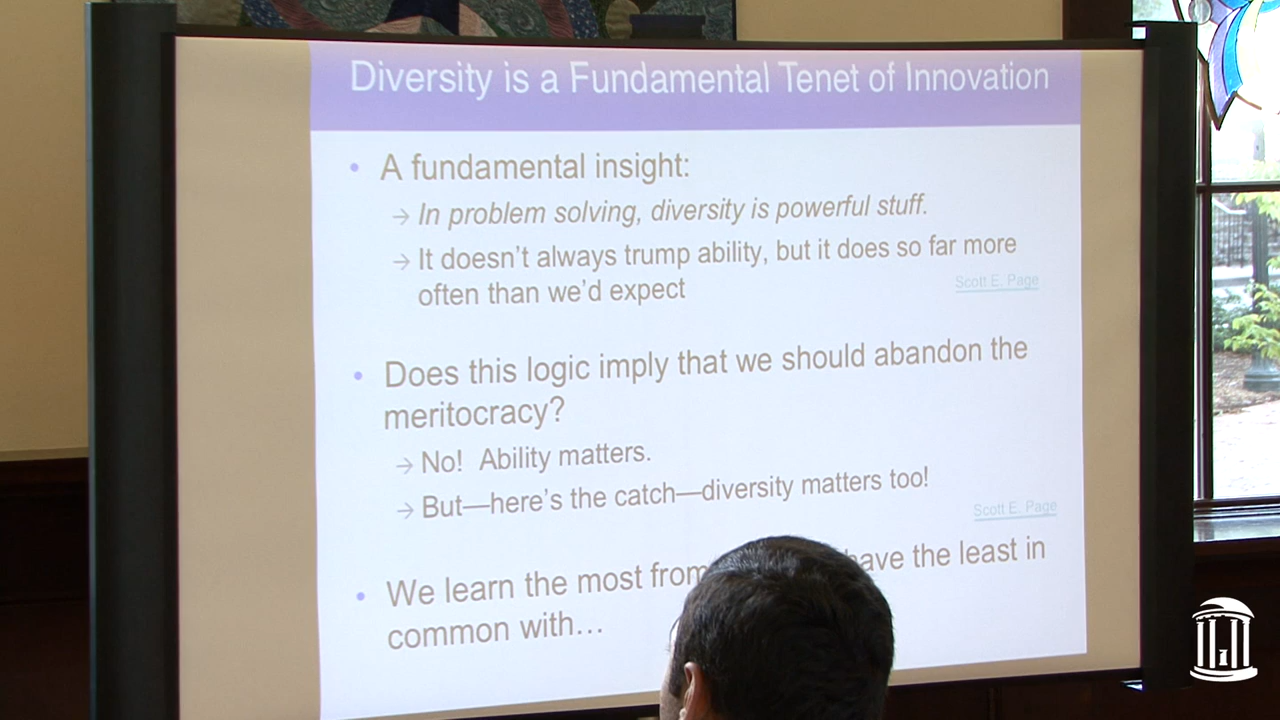 Diversity is a Fundamental Tenet of Innovation
• A fundamental insight:
→ In problem solving, diversity is powerful stuff.
→ It doesn't always trump ability, but it does so far more
often than we'd expect
Scott E. Page
• Does this logic imply that we should abandon the
meritocracy?
→ No! Ability matters.
→ But—here's the catch—diversity matters too!
Scott E. Page
• We learn the most from have the least in
common with…